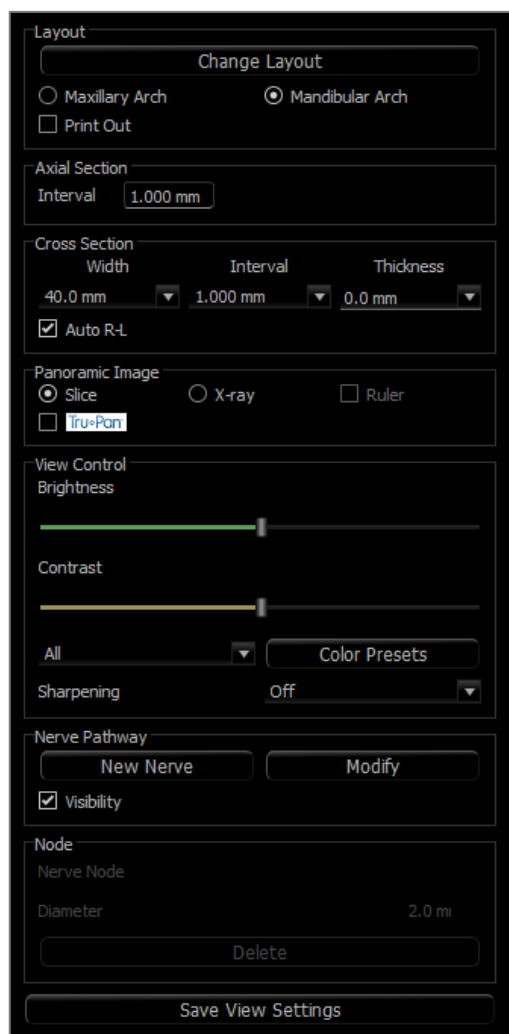 Layout
Change Layout
Maxillary Arch Mandibular Arch
Print Out
Axial Section
Interval 1.000 mm
Cross Section
Width Interval Thickness
40.0 mm 1.000 mm 0.0 mm
Auto R-L
Panoramic Image
Slice X-ray Ruler
Tru•Pan
View Control
Brightness
Contrast
All Color Presets
Sharpening Off
Nerve Pathway
New Nerve Modify
Visibility
Node
Nerve Node
Diameter 2.0 m
Delete
Save View Settings